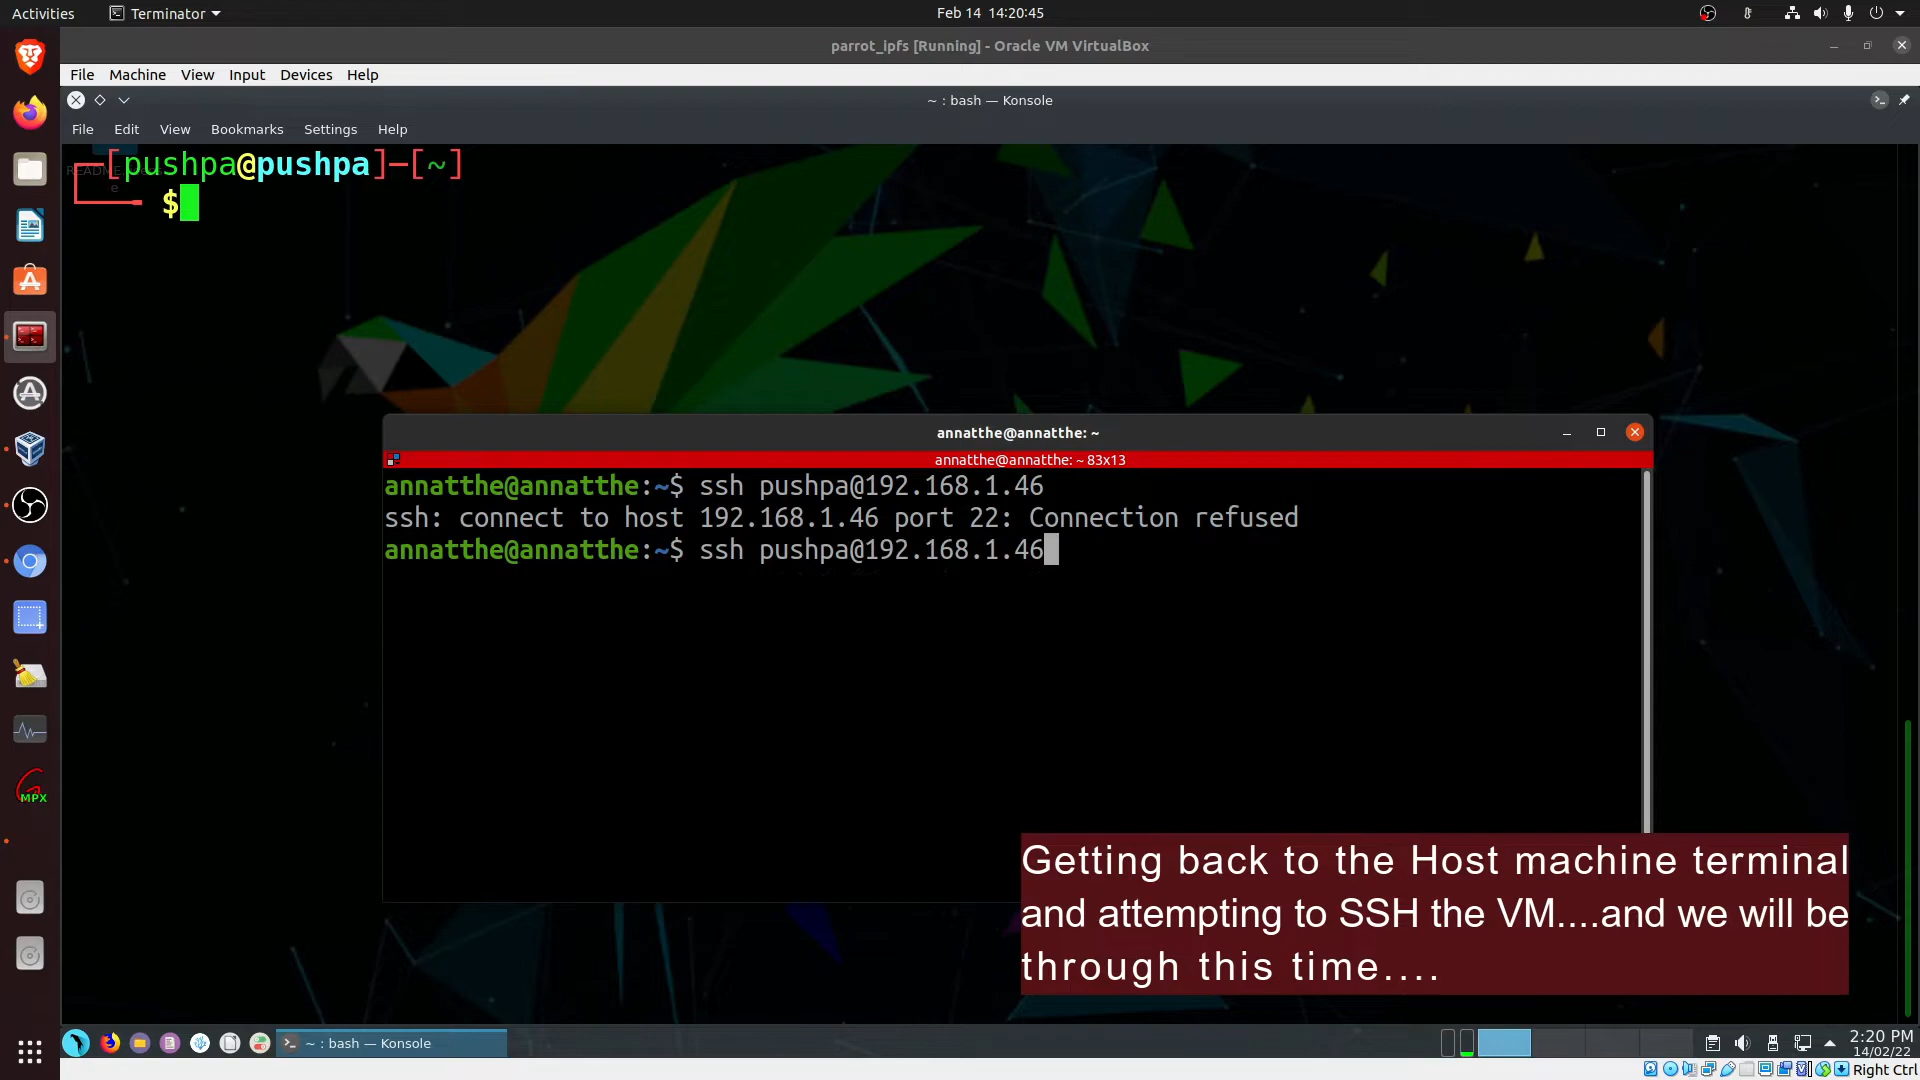 Activities Terminator Feb 14 14:20:45
parrot_ipfs [Running] - Oracle VM VirtualBox
File Machine View Input Devices Help
~ : bash — Konsole
File Edit View Bookmarks Settings Help
[pushpa@pushpa]─[~]
$
annatthe@annatthe: ~
annatthe@annatthe: ~ 83x13
annatthe@annatthe:~$ ssh pushpa@192.168.1.46
ssh: connect to host 192.168.1.46 port 22: Connection refused
annatthe@annatthe:~$ ssh pushpa@192.168.1.46
MPX
Getting back to the Host machine terminal
and attempting to SSH the VM....and we will be
through this time....
~ : bash — Konsole
2:20 PM
14/02/22
Right Ctrl